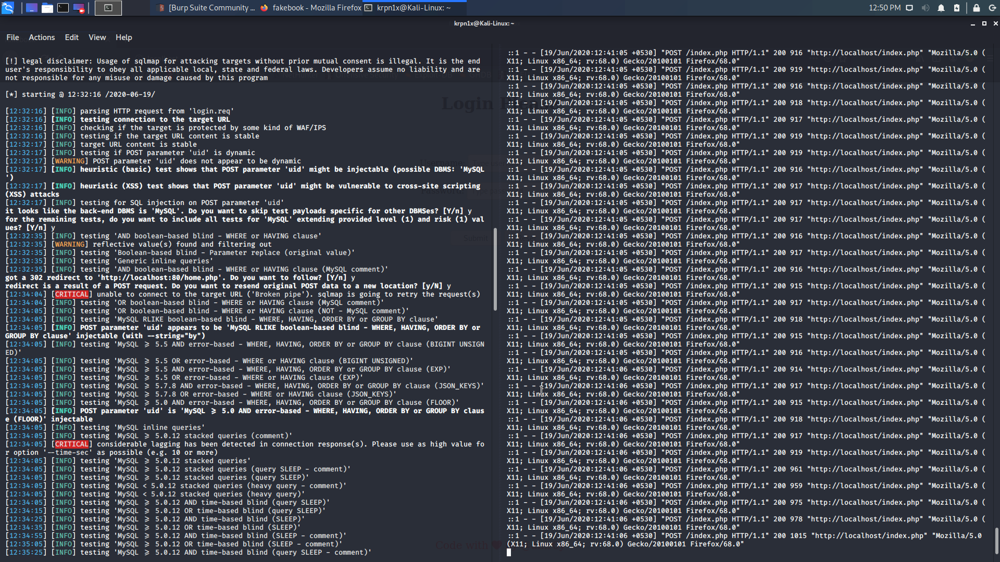 [Burp Suite Community ...
fakebook - Mozilla Firefox
krpn1x@Kali-Linux: ~
12:50 PM
krpn1x@Kali-Linux: ~
File Actions Edit View Help
[!] legal disclaimer: Usage of sqlmap for attacking targets without prior mutual consent is illegal. It is the end
user's responsibility to obey all applicable local, state and federal laws. Developers assume no liability and are
not responsible for any misuse or damage caused by this program
[*] starting @ 12:32:16 /2020-06-19/
[12:32:16] [INFO] parsing HTTP request from 'login.req'
[12:32:16] [INFO] testing connection to the target URL
[12:32:16] [INFO] checking if the target is protected by some kind of WAF/IPS
[12:32:16] [INFO] testing if the target URL content is stable
[12:32:17] [INFO] target URL content is stable
[12:32:17] [INFO] testing if POST parameter 'uid' is dynamic
[12:32:17] [WARNING] POST parameter 'uid' does not appear to be dynamic
[12:32:17] [INFO] heuristic (basic) test shows that POST parameter 'uid' might be injectable (possible DBMS: 'MySQL
')
[12:32:17] [INFO] heuristic (XSS) test shows that POST parameter 'uid' might be vulnerable to cross-site scripting
(XSS) attacks
[12:32:17] [INFO] testing for SQL injection on POST parameter 'uid'
it looks like the back-end DBMS is 'MySQL'. Do you want to skip test payloads specific for other DBMSes? [Y/n] y
for the remaining tests, do you want to include all tests for 'MySQL' extending provided level (1) and risk (1) val
ues? [Y/n] y
[12:32:35] [INFO] testing 'AND boolean-based blind - WHERE or HAVING clause'
[12:32:35] [WARNING] reflective value(s) found and filtering out
[12:32:35] [INFO] testing 'Boolean-based blind - Parameter replace (original value)'
[12:32:35] [INFO] testing 'Generic inline queries'
[12:32:35] [INFO] testing 'AND boolean-based blind - WHERE or HAVING clause (MySQL comment)'
got a 302 redirect to 'http://localhost:80/home.php'. Do you want to follow? [Y/n] y
redirect is a result of a POST request. Do you want to resend original POST data to a new location? [y/N] y
[12:34:04] [CRITICAL] unable to connect to the target URL ('Broken pipe'). sqlmap is going to retry the request(s)
[12:34:04] [INFO] testing 'OR boolean-based blind - WHERE or HAVING clause (MySQL comment)'
[12:34:05] [INFO] testing 'OR boolean-based blind - WHERE or HAVING clause (NOT - MySQL comment)'
[12:34:05] [INFO] testing 'MySQL RLIKE boolean-based blind - WHERE, HAVING, ORDER BY or GROUP BY clause'
[12:34:05] [INFO] POST parameter 'uid' appears to be 'MySQL RLIKE boolean-based blind - WHERE, HAVING, ORDER BY or
GROUP BY clause' injectable (with --string="by")
[12:34:05] [INFO] testing 'MySQL ≥ 5.5 AND error-based - WHERE, HAVING, ORDER BY or GROUP BY clause (BIGINT UNSIGN
ED)'
[12:34:05] [INFO] testing 'MySQL ≥ 5.5 OR error-based - WHERE or HAVING clause (BIGINT UNSIGNED)'
[12:34:05] [INFO] testing 'MySQL ≥ 5.5 AND error-based - WHERE, HAVING, ORDER BY or GROUP BY clause (EXP)'
[12:34:05] [INFO] testing 'MySQL ≥ 5.5 OR error-based - WHERE or HAVING clause (EXP)'
[12:34:05] [INFO] testing 'MySQL ≥ 5.7.8 AND error-based - WHERE, HAVING, ORDER BY or GROUP BY clause (JSON_KEYS)'
[12:34:05] [INFO] testing 'MySQL ≥ 5.7.8 OR error-based - WHERE or HAVING clause (JSON_KEYS)'
[12:34:05] [INFO] testing 'MySQL ≥ 5.0 AND error-based - WHERE, HAVING, ORDER BY or GROUP BY clause (FLOOR)'
[12:34:05] [INFO] POST parameter 'uid' is 'MySQL ≥ 5.0 AND error-based - WHERE, HAVING, ORDER BY or GROUP BY claus
e (FLOOR)' injectable
[12:34:05] [INFO] testing 'MySQL inline queries'
[12:34:05] [INFO] testing 'MySQL ≥ 5.0.12 stacked queries (comment)'
[12:34:05] [CRITICAL] considerable lagging has been detected in connection response(s). Please use as high value fo
r option '--time-sec' as possible (e.g. 10 or more)
[12:34:05] [INFO] testing 'MySQL ≥ 5.0.12 stacked queries'
[12:34:05] [INFO] testing 'MySQL ≥ 5.0.12 stacked queries (query SLEEP - comment)'
[12:34:05] [INFO] testing 'MySQL ≥ 5.0.12 stacked queries (query SLEEP)'
[12:34:05] [INFO] testing 'MySQL < 5.0.12 stacked queries (heavy query - comment)'
[12:34:05] [INFO] testing 'MySQL < 5.0.12 stacked queries (heavy query)'
[12:34:05] [INFO] testing 'MySQL ≥ 5.0.12 AND time-based blind (query SLEEP)'
[12:34:15] [INFO] testing 'MySQL ≥ 5.0.12 OR time-based blind (query SLEEP)'
[12:34:25] [INFO] testing 'MySQL ≥ 5.0.12 AND time-based blind (SLEEP)'
[12:34:35] [INFO] testing 'MySQL ≥ 5.0.12 OR time-based blind (SLEEP)'
[12:34:55] [INFO] testing 'MySQL ≥ 5.0.12 AND time-based blind (SLEEP - comment)'
[12:35:05] [INFO] testing 'MySQL ≥ 5.0.12 OR time-based blind (SLEEP - comment)'
[12:35:25] [INFO] testing 'MySQL ≥ 5.0.12 AND time-based blind (query SLEEP - comment)'
::1 - - [19/Jun/2020:12:41:05 +0530] "POST /index.php HTTP/1.1" 200 916 "http://localhost/index.php" "Mozilla/5.0 (
X11; Linux x86_64; rv:68.0) Gecko/20100101 Firefox/68.0"
::1 - - [19/Jun/2020:12:41:05 +0530] "POST /index.php HTTP/1.1" 200 919 "http://localhost/index.php" "Mozilla/5.0 (
X11; Linux x86_64; rv:68.0) Gecko/20100101 Firefox/68.0"
::1 - - [19/Jun/2020:12:41:05 +0530] "POST /index.php HTTP/1.1" 200 916 "http://localhost/index.php" "Mozilla/5.0 (
X11; Linux x86_64; rv:68.0) Gecko/20100101 Firefox/68.0"
::1 - - [19/Jun/2020:12:41:05 +0530] "POST /index.php HTTP/1.1" 200 918 "http://localhost/index.php" "Mozilla/5.0 (
X11; Linux x86_64; rv:68.0) Gecko/20100101 Firefox/68.0"
::1 - - [19/Jun/2020:12:41:05 +0530] "POST /index.php HTTP/1.1" 200 917 "http://localhost/index.php" "Mozilla/5.0 (
X11; Linux x86_64; rv:68.0) Gecko/20100101 Firefox/68.0"
::1 - - [19/Jun/2020:12:41:05 +0530] "POST /index.php HTTP/1.1" 200 919 "http://localhost/index.php" "Mozilla/5.0 (
X11; Linux x86_64; rv:68.0) Gecko/20100101 Firefox/68.0"
::1 - - [19/Jun/2020:12:41:05 +0530] "POST /index.php HTTP/1.1" 200 919 "http://localhost/index.php" "Mozilla/5.0 (
X11; Linux x86_64; rv:68.0) Gecko/20100101 Firefox/68.0"
::1 - - [19/Jun/2020:12:41:05 +0530] "POST /index.php HTTP/1.1" 200 916 "http://localhost/index.php" "Mozilla/5.0 (
X11; Linux x86_64; rv:68.0) Gecko/20100101 Firefox/68.0"
::1 - - [19/Jun/2020:12:41:05 +0530] "POST /index.php HTTP/1.1" 200 917 "http://localhost/index.php" "Mozilla/5.0 (
X11; Linux x86_64; rv:68.0) Gecko/20100101 Firefox/68.0"
::1 - - [19/Jun/2020:12:41:05 +0530] "POST /index.php HTTP/1.1" 200 917 "http://localhost/index.php" "Mozilla/5.0 (
X11; Linux x86_64; rv:68.0) Gecko/20100101 Firefox/68.0"
::1 - - [19/Jun/2020:12:41:05 +0530] "POST /index.php HTTP/1.1" 200 917 "http://localhost/index.php" "Mozilla/5.0 (
X11; Linux x86_64; rv:68.0) Gecko/20100101 Firefox/68.0"
::1 - - [19/Jun/2020:12:41:05 +0530] "POST /index.php HTTP/1.1" 200 916 "http://localhost/index.php" "Mozilla/5.0 (
X11; Linux x86_64; rv:68.0) Gecko/20100101 Firefox/68.0"
::1 - - [19/Jun/2020:12:41:05 +0530] "POST /index.php HTTP/1.1" 200 917 "http://localhost/index.php" "Mozilla/5.0 (
X11; Linux x86_64; rv:68.0) Gecko/20100101 Firefox/68.0"
::1 - - [19/Jun/2020:12:41:05 +0530] "POST /index.php HTTP/1.1" 200 916 "http://localhost/index.php" "Mozilla/5.0 (
X11; Linux x86_64; rv:68.0) Gecko/20100101 Firefox/68.0"
::1 - - [19/Jun/2020:12:41:05 +0530] "POST /index.php HTTP/1.1" 200 915 "http://localhost/index.php" "Mozilla/5.0 (
X11; Linux x86_64; rv:68.0) Gecko/20100101 Firefox/68.0"
::1 - - [19/Jun/2020:12:41:05 +0530] "POST /index.php HTTP/1.1" 200 917 "http://localhost/index.php" "Mozilla/5.0 (
X11; Linux x86_64; rv:68.0) Gecko/20100101 Firefox/68.0"
::1 - - [19/Jun/2020:12:41:05 +0530] "POST /index.php HTTP/1.1" 200 918 "http://localhost/index.php" "Mozilla/5.0 (
X11; Linux x86_64; rv:68.0) Gecko/20100101 Firefox/68.0"
::1 - - [19/Jun/2020:12:41:05 +0530] "POST /index.php HTTP/1.1" 200 915 "http://localhost/index.php" "Mozilla/5.0 (
X11; Linux x86_64; rv:68.0) Gecko/20100101 Firefox/68.0"
::1 - - [19/Jun/2020:12:41:05 +0530] "POST /index.php HTTP/1.1" 200 916 "http://localhost/index.php" "Mozilla/5.0 (
X11; Linux x86_64; rv:68.0) Gecko/20100101 Firefox/68.0"
::1 - - [19/Jun/2020:12:41:06 +0530] "POST /index.php HTTP/1.1" 200 914 "http://localhost/index.php" "Mozilla/5.0 (
X11; Linux x86_64; rv:68.0) Gecko/20100101 Firefox/68.0"
::1 - - [19/Jun/2020:12:41:06 +0530] "POST /index.php HTTP/1.1" 200 917 "http://localhost/index.php" "Mozilla/5.0 (
X11; Linux x86_64; rv:68.0) Gecko/20100101 Firefox/68.0"
::1 - - [19/Jun/2020:12:41:06 +0530] "POST /index.php HTTP/1.1" 200 915 "http://localhost/index.php" "Mozilla/5.0 (
X11; Linux x86_64; rv:68.0) Gecko/20100101 Firefox/68.0"
::1 - - [19/Jun/2020:12:41:06 +0530] "POST /index.php HTTP/1.1" 200 918 "http://localhost/index.php" "Mozilla/5.0 (
X11; Linux x86_64; rv:68.0) Gecko/20100101 Firefox/68.0"
::1 - - [19/Jun/2020:12:41:06 +0530] "POST /index.php HTTP/1.1" 200 917 "http://localhost/index.php" "Mozilla/5.0 (
X11; Linux x86_64; rv:68.0) Gecko/20100101 Firefox/68.0"
::1 - - [19/Jun/2020:12:41:06 +0530] "POST /index.php HTTP/1.1" 200 919 "http://localhost/index.php" "Mozilla/5.0 (
X11; Linux x86_64; rv:68.0) Gecko/20100101 Firefox/68.0"
::1 - - [19/Jun/2020:12:41:06 +0530] "POST /index.php HTTP/1.1" 200 961 "http://localhost/index.php" "Mozilla/5.0 (
X11; Linux x86_64; rv:68.0) Gecko/20100101 Firefox/68.0"
::1 - - [19/Jun/2020:12:41:06 +0530] "POST /index.php HTTP/1.1" 200 959 "http://localhost/index.php" "Mozilla/5.0 (
X11; Linux x86_64; rv:68.0) Gecko/20100101 Firefox/68.0"
::1 - - [19/Jun/2020:12:41:06 +0530] "POST /index.php HTTP/1.1" 200 975 "http://localhost/index.php" "Mozilla/5.0 (
X11; Linux x86_64; rv:68.0) Gecko/20100101 Firefox/68.0"
::1 - - [19/Jun/2020:12:41:06 +0530] "POST /index.php HTTP/1.1" 200 978 "http://localhost/index.php" "Mozilla/5.0 (
X11; Linux x86_64; rv:68.0) Gecko/20100101 Firefox/68.0"
::1 - - [19/Jun/2020:12:41:06 +0530] "POST /index.php HTTP/1.1" 200 1015 "http://localhost/index.php" "Mozilla/5.0
(X11; Linux x86_64; rv:68.0) Gecko/20100101 Firefox/68.0"
Login
Username:
Password:
Submit
Code with